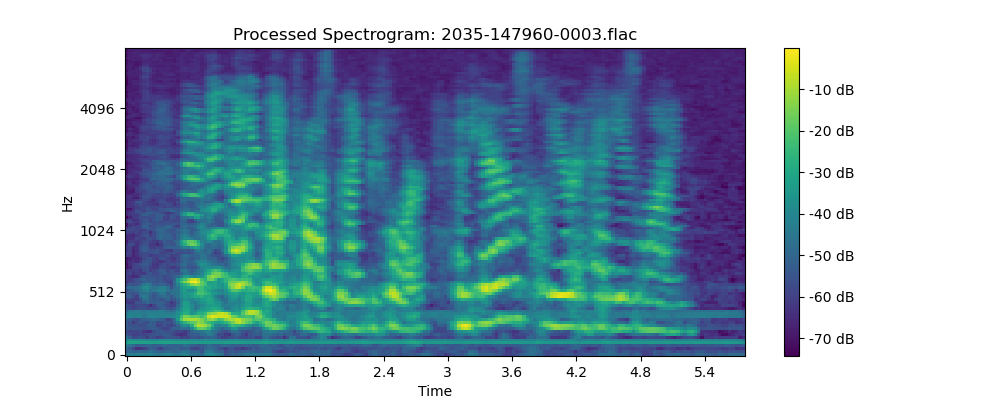 Processed Spectrogram: 2035-147960-0003.flac
Hz
4096
2048
1024
512
0
0 0.6 1.2 1.8 2.4 3 3.6 4.2 4.8 5.4
Time
-10 dB
-20 dB
-30 dB
-40 dB
-50 dB
-60 dB
-70 dB